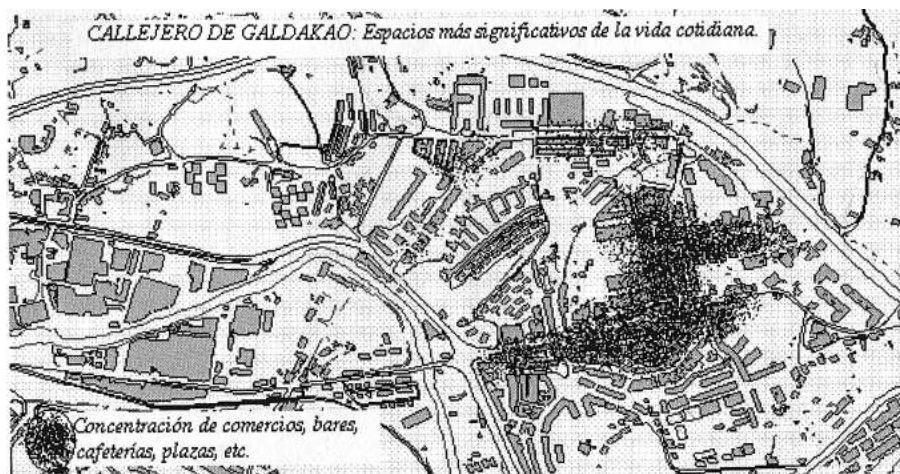 CALLEJERO DE GALDAKAO: Espacios más significativos de la vida cotidiana.
Concentración de comercios, bares,
cafeterías, plazas, etc.